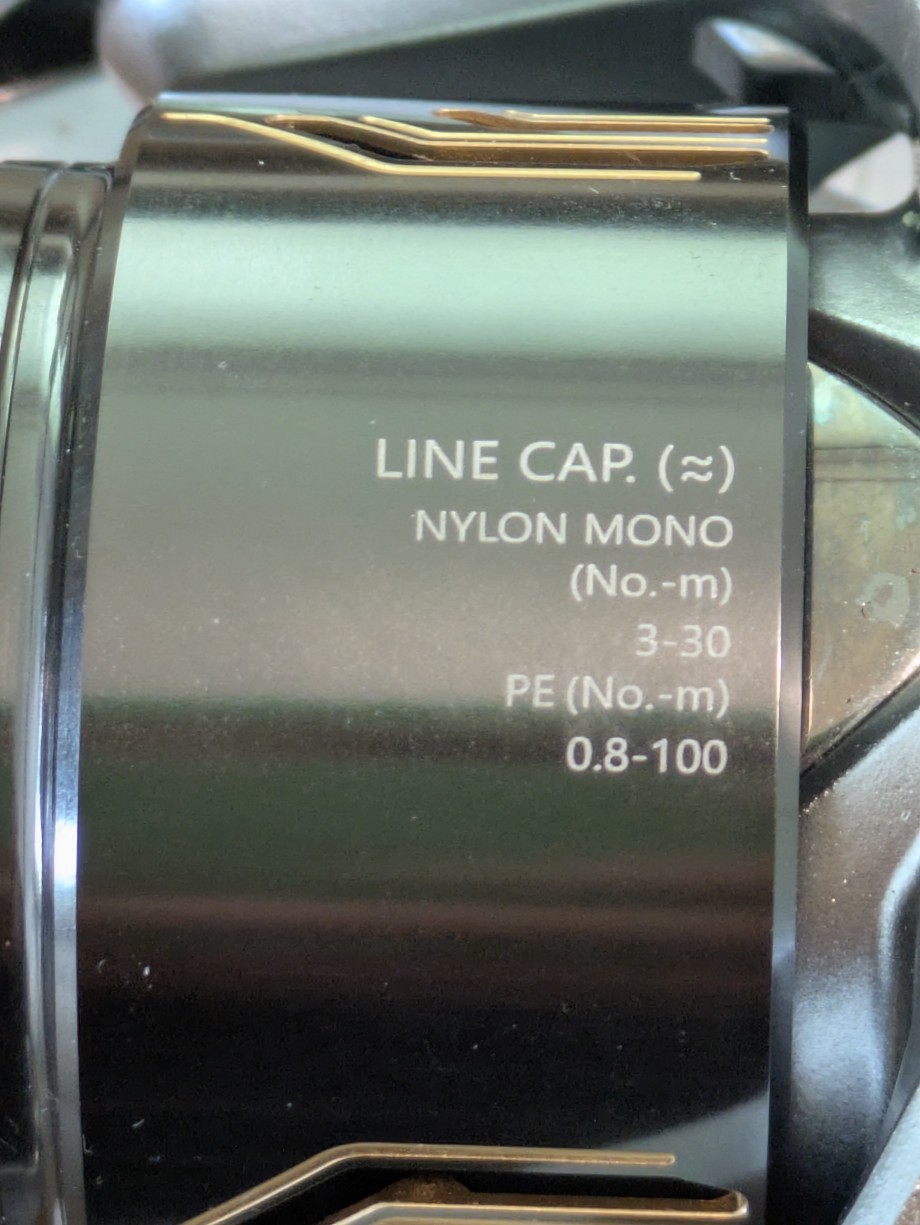 LINE CAP. (≈)
NYLON MONO
(No.-m)
3-30
PE (No.-m)
0.8-100